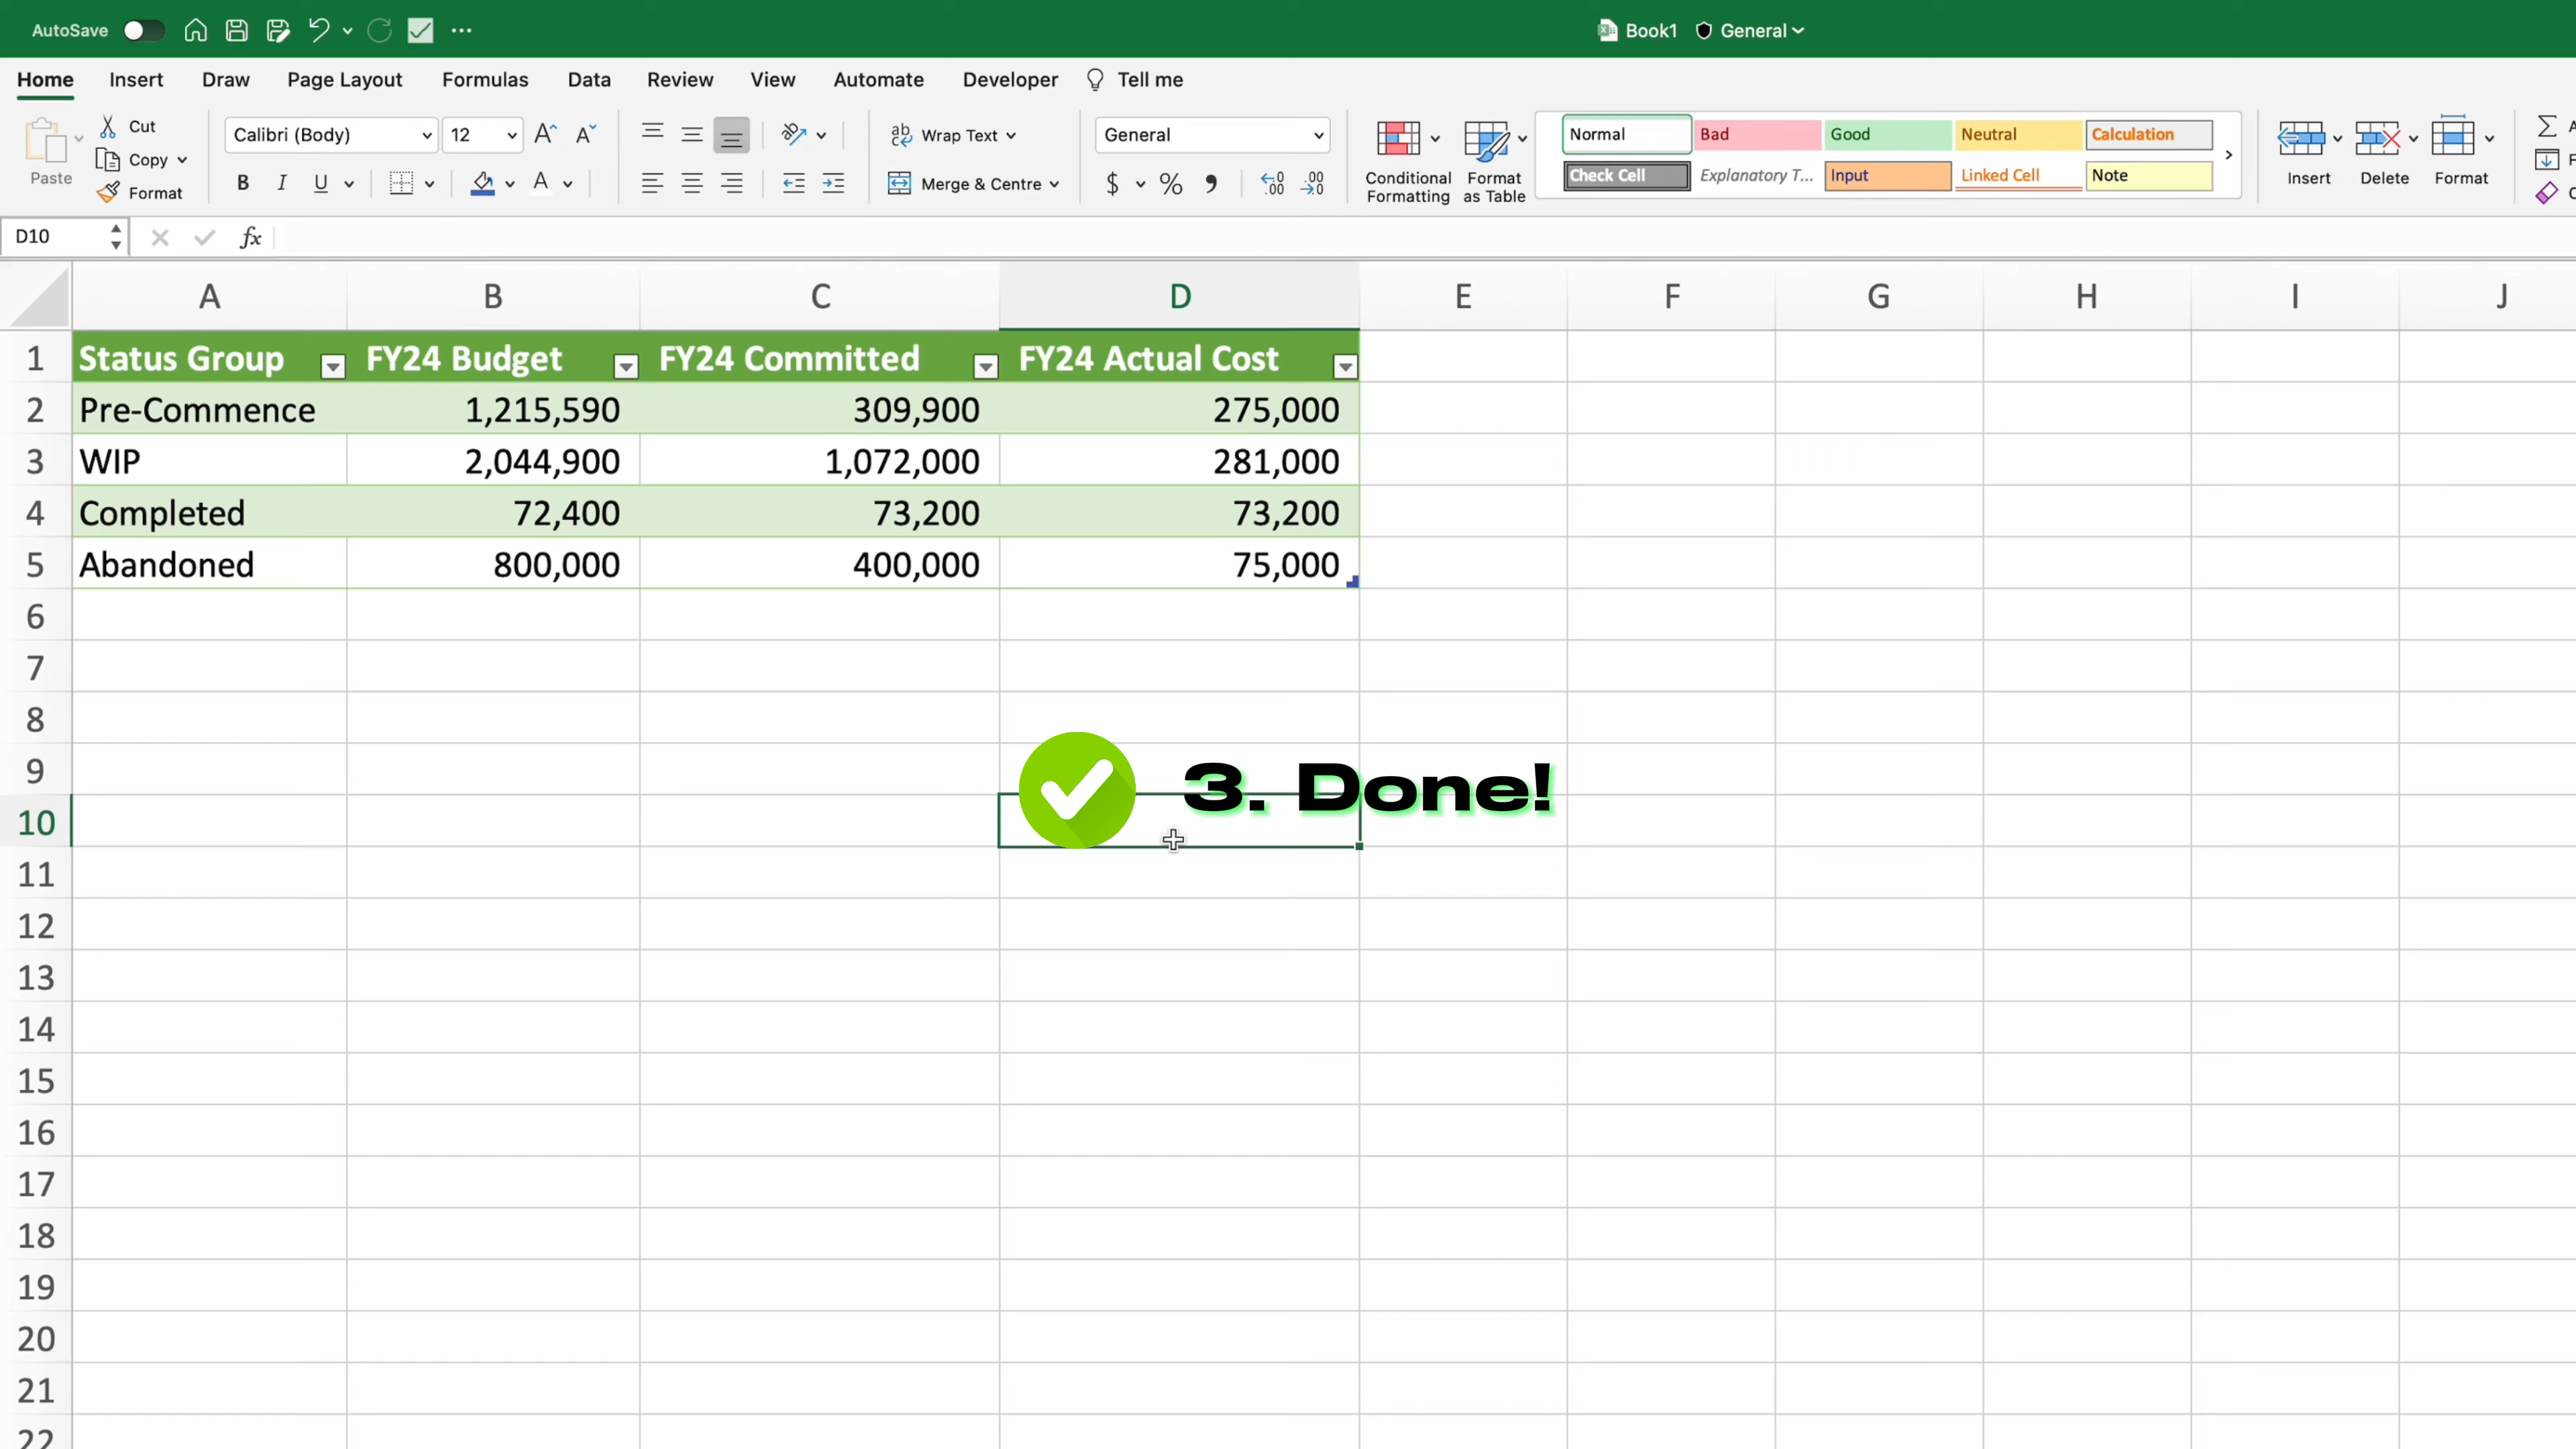 AutoSave
Book1 General
Home Insert Draw Page Layout Formulas Data Review View Automate Developer Tell me
Paste Cut Copy Format
Calibri (Body) 12
B I U A
Wrap Text
Merge & Centre
General
$ %
Conditional Formatting
Format as Table
Normal Bad Good Neutral Calculation
Check Cell Explanatory T... Input Linked Cell Note
Insert Delete Format
D10 fx
A B C D E F G H I J
1 Status Group FY24 Budget FY24 Committed FY24 Actual Cost
2 Pre-Commence 1,215,590 309,900 275,000
3 WIP 2,044,900 1,072,000 281,000
4 Completed 72,400 73,200 73,200
5 Abandoned 800,000 400,000 75,000
6
7
8
9
3. Done!
10
11
12
13
14
15
16
17
18
19
20
21
22